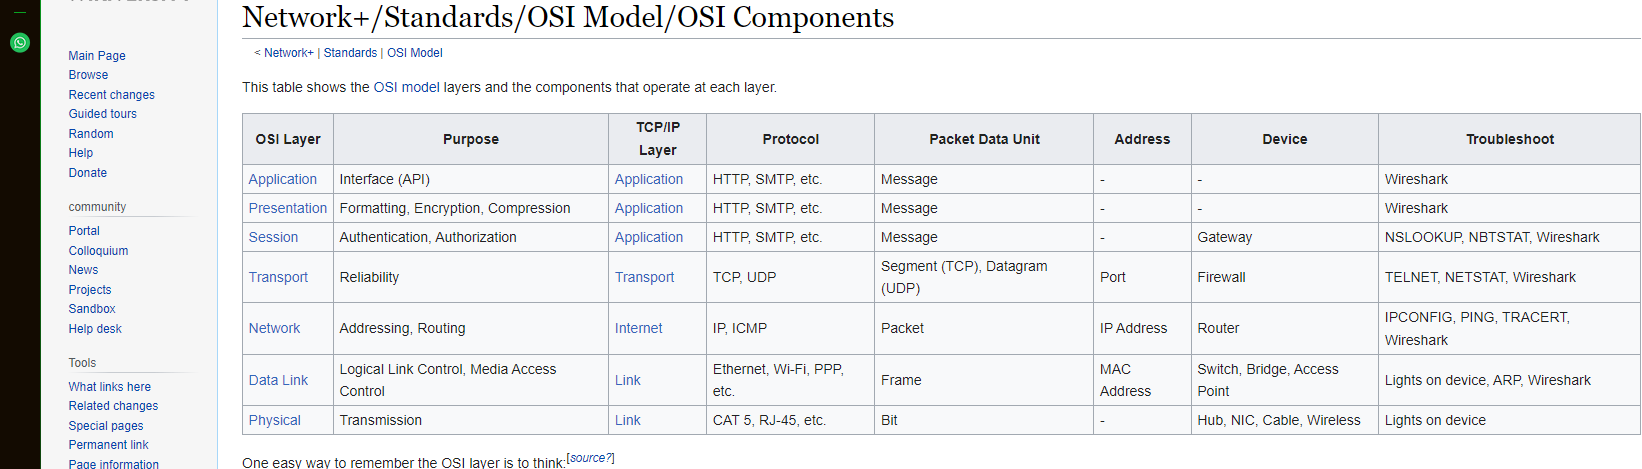 Network+/Standards/OSI Model/OSI Components
< Network+ | Standards | OSI Model
Main Page
Browse
Recent changes
Guided tours
Random
Help
Donate
community
Portal
Colloquium
News
Projects
Sandbox
Help desk
Tools
What links here
Related changes
Special pages
Permanent link
Page information
This table shows the OSI model layers and the components that operate at each layer.
OSI Layer Purpose TCP/IP Layer Protocol Packet Data Unit Address Device Troubleshoot
Application Interface (API) Application HTTP, SMTP, etc. Message - - Wireshark
Presentation Formatting, Encryption, Compression Application HTTP, SMTP, etc. Message - - Wireshark
Session Authentication, Authorization Application HTTP, SMTP, etc. Message - Gateway NSLOOKUP, NBTSTAT, Wireshark
Transport Reliability Transport TCP, UDP Segment (TCP), Datagram (UDP) Port Firewall TELNET, NETSTAT, Wireshark
Network Addressing, Routing Internet IP, ICMP Packet IP Address Router IPCONFIG, PING, TRACERT, Wireshark
Data Link Logical Link Control, Media Access Control Link Ethernet, Wi-Fi, PPP, etc. Frame MAC Address Switch, Bridge, Access Point Lights on device, ARP, Wireshark
Physical Transmission Link CAT 5, RJ-45, etc. Bit - Hub, NIC, Cable, Wireless Lights on device
One easy way to remember the OSI layer is to think:[source?]